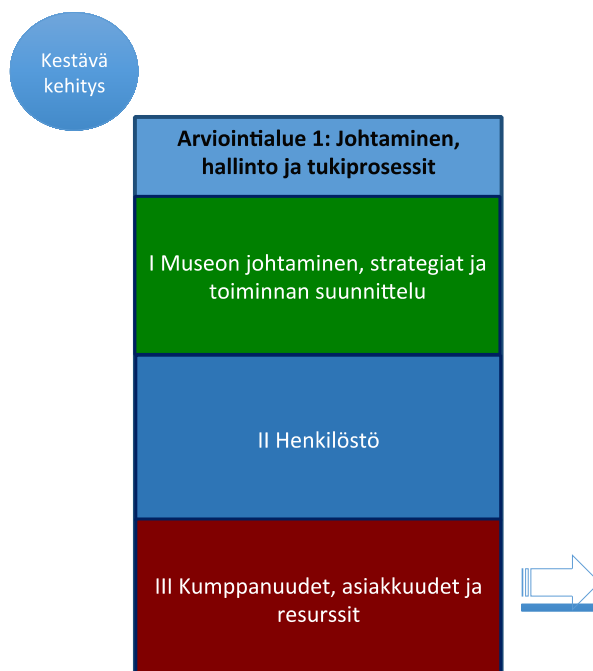 Kestävä
kehitys
Arviointialue 1: Johtaminen,
hallinto ja tukiprosessit
I Museon johtaminen, strategiat ja
toiminnan suunnittelu
II Henkilöstö
III Kumppanuudet, asiakkuudet ja
resurssit